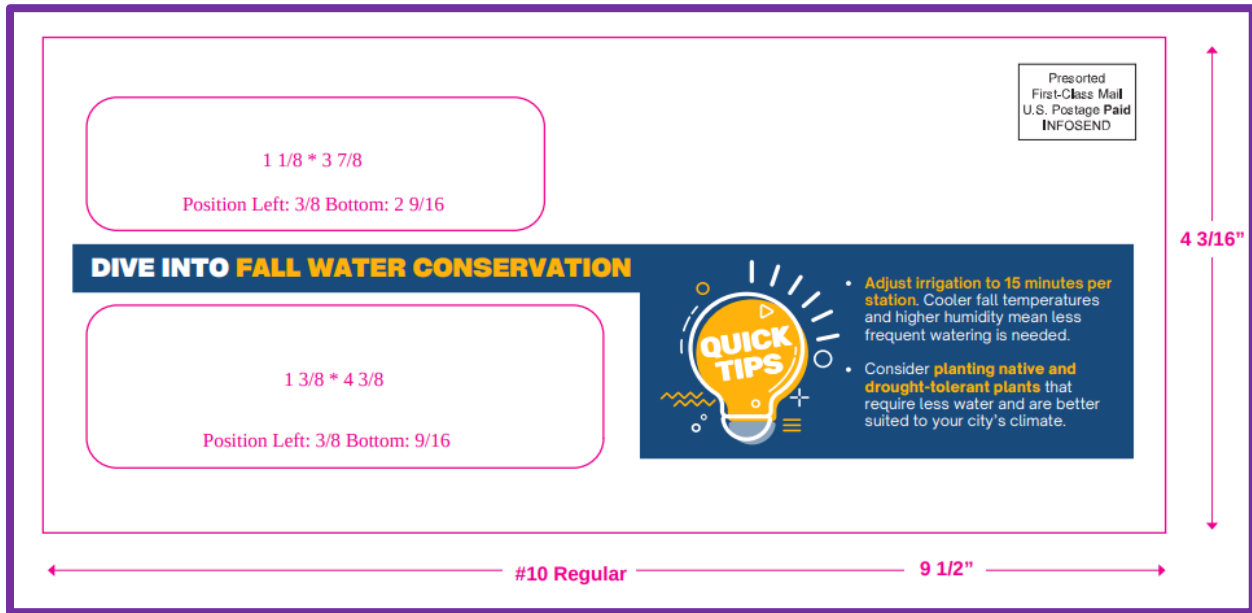 Presorted
First-Class Mail
U.S. Postage Paid
INFOSEND
1 1/8 * 3 7/8
Position Left: 3/8 Bottom: 2 9/16
4 3/16”
DIVE INTO FALL WATER CONSERVATION
QUICK
TIPS
• Adjust irrigation to 15 minutes per
station. Cooler fall temperatures
and higher humidity mean less
frequent watering is needed.
• Consider planting native and
drought-tolerant plants that
require less water and are better
suited to your city’s climate.
1 3/8 * 4 3/8
Position Left: 3/8 Bottom: 9/16
#10 Regular
9 1/2”